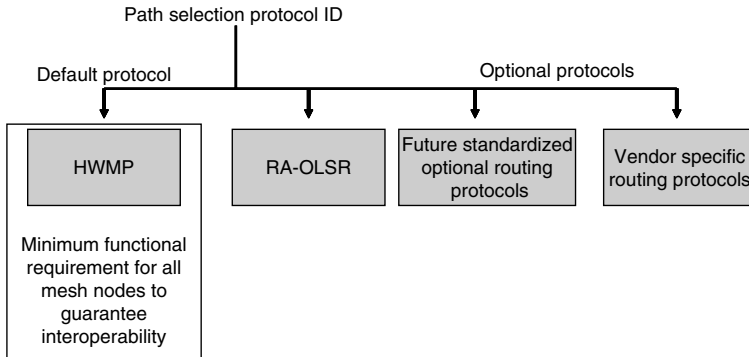 Path selection protocol ID
Default protocol
Optional protocols
HWMP
RA-OLSR
Future standardized
optional routing
protocols
Vendor specific
routing protocols
Minimum functional
requirement for all
mesh nodes to
guarantee
interoperability